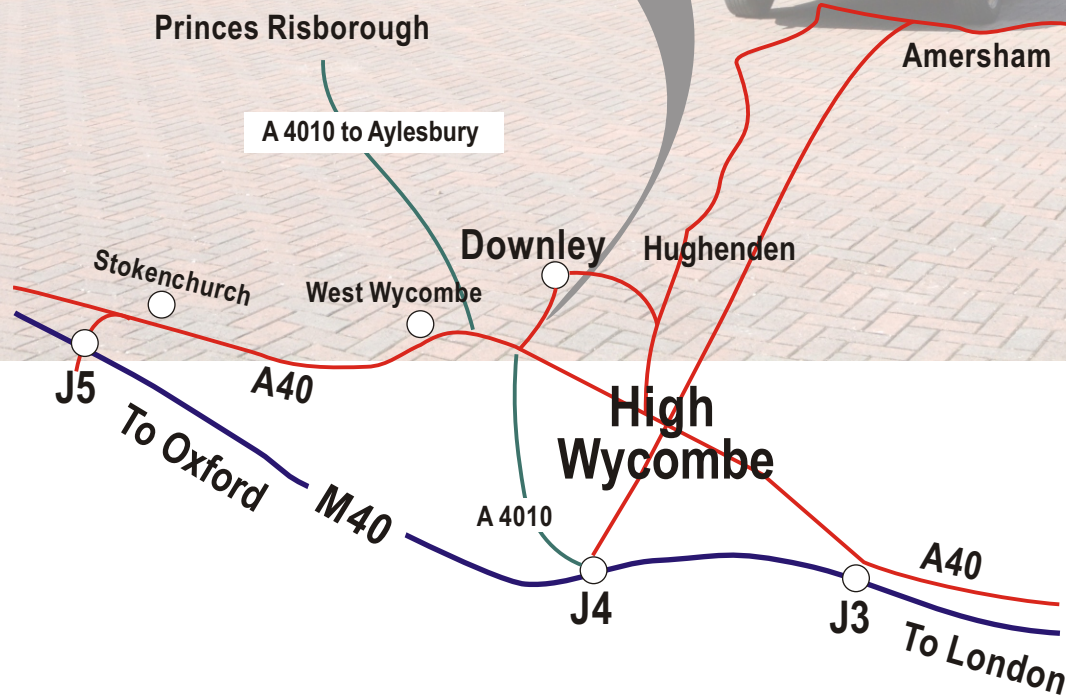 Princes Risborough
Amersham
A 4010 to Aylesbury
Downley
Hughenden
Stokenchurch
West Wycombe
J5
A40
High
Wycombe
To Oxford
M40
A 4010
A40
J4
J3
To London